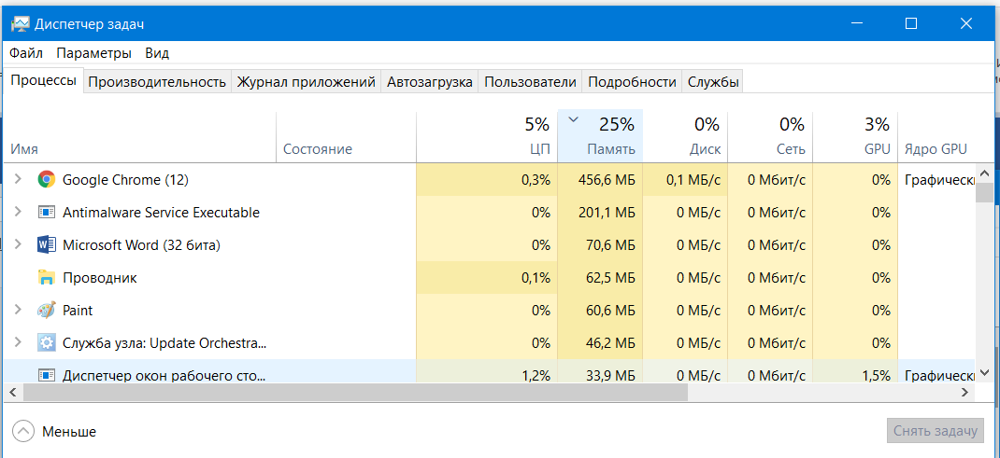 Диспетчер задач
Файл Параметры Вид
Процессы Производительность Журнал приложений Автозагрузка Пользователи Подробности Службы
5% 25% 0% 0% 3%
Имя Состояние ЦП Память Диск Сеть GPU Ядро GPU
Google Chrome (12) 0,3% 456,6 МБ 0,1 МБ/с 0 Мбит/с 0% Графически
Antimalware Service Executable 0% 201,1 МБ 0 МБ/с 0 Мбит/с 0%
Microsoft Word (32 бита) 0% 70,6 МБ 0 МБ/с 0 Мбит/с 0%
Проводник 0,1% 62,5 МБ 0 МБ/с 0 Мбит/с 0%
Paint 0% 60,6 МБ 0 МБ/с 0 Мбит/с 0%
Служба узла: Update Orchestra... 0% 46,2 МБ 0 МБ/с 0 Мбит/с 0%
Диспетчер окон рабочего сто... 1,2% 33,9 МБ 0 МБ/с 0 Мбит/с 1,5% Графически
Меньше Снять задачу